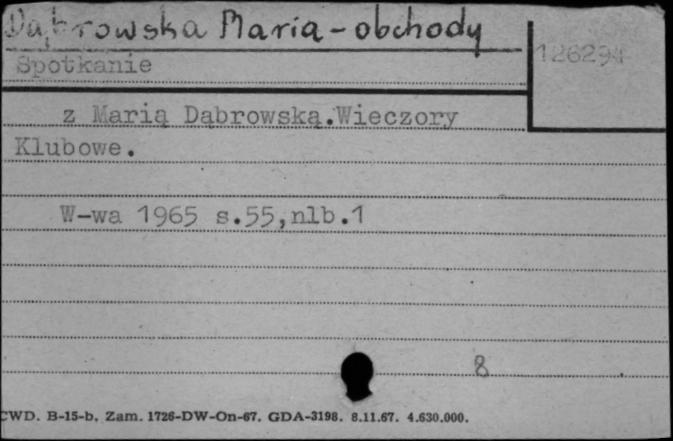 Dąbrowska Maria - obchody
Spotkanie
126294
z Marią Dąbrowską.Wieczory
Klubowe.
W-wa 1965 s.55,nlb.1
8
CWD. B-15-b. Zam. 1726-DW-On-67. GDA-3198. 8.11.67. 4.630.000.